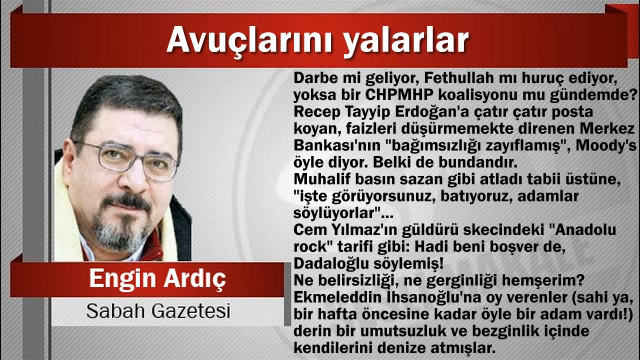 Avuçlarını yalarlar
Darbe mi geliyor, Fethullah mı huruç ediyor,
yoksa bir CHPMHP koalisyonu mu gündemde?
Recep Tayyip Erdoğan'a çatır çatır posta
koyan, faizleri düşürmemekte direnen Merkez
Bankası'nın "bağımsızlığı zayıflamış", Moody's
öyle diyor. Belki de bundandır.
Muhalif basın sazan gibi atladı tabii üstüne,
"işte görüyorsunuz, batıyoruz, adamlar
söylüyorlar"...
Cem Yılmaz'ın güldürü skecindeki "Anadolu
rock" tarifi gibi: Hadi beni boşver de,
Dadaloğlu söylemiş!
Ne belirsizliği, ne gerginliği hemşerim?
Ekmeleddin İhsanoğlu'na oy verenler (sahi ya,
bir hafta öncesine kadar öyle bir adam vardı!)
derin bir umutsuzluk ve bezginlik içinde
kendilerini denize atmışlar.
Engin Ardıç
Sabah Gazetesi